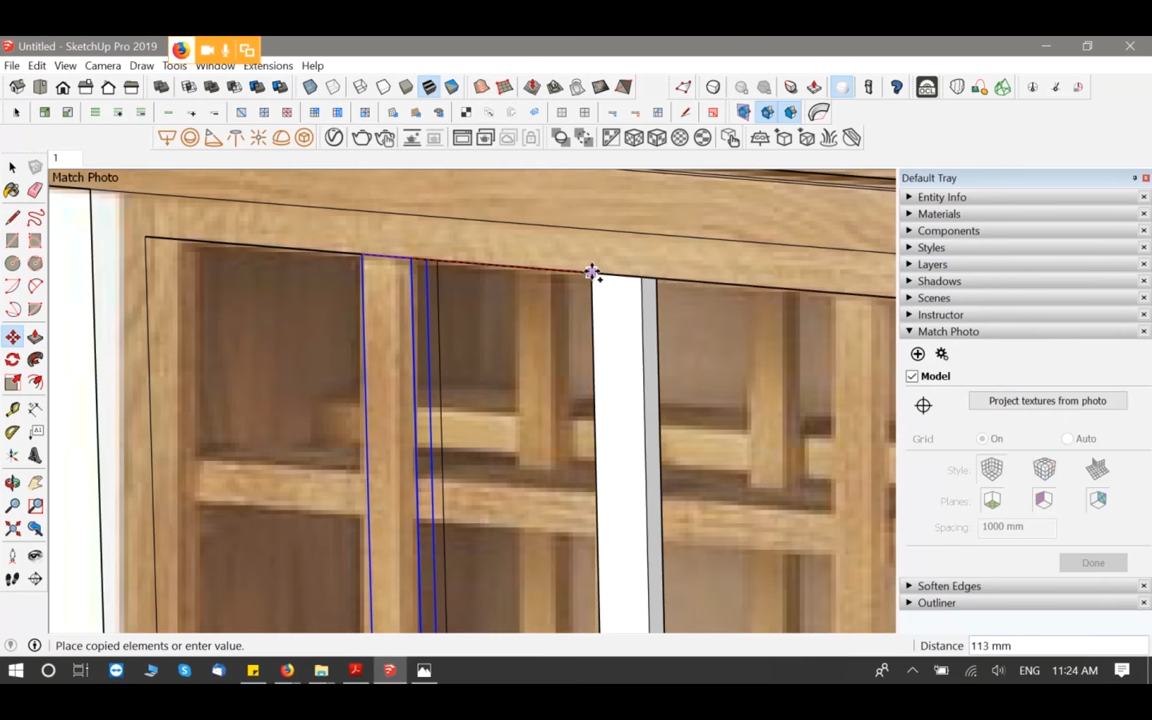 Untitled - SketchUp Pro 2019
File Edit View Camera Draw Tools Window Extensions Help
1
Match Photo
Default Tray
Entity Info
Materials
Components
Styles
Layers
Shadows
Scenes
Instructor
Match Photo
Model
Project textures from photo
Grid On Auto
Style:
Planes:
Spacing: 1000 mm
Done
Soften Edges
Outliner
Place copied elements or enter value.
Distance 113 mm
ENG 11:24 AM